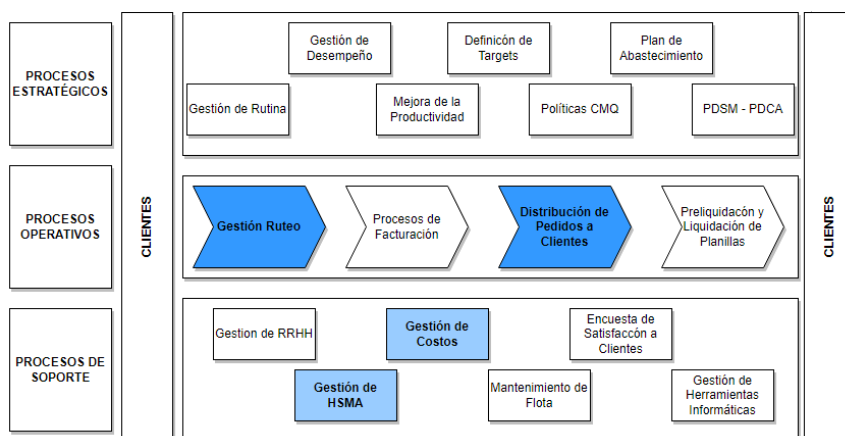 PROCESOS
ESTRATÉGICOS
CLIENTES
Gestión de
Desempeño
Definicón de
Targets
Plan de
Abastecimiento
Gestión de Rutina
Mejora de la
Productividad
Políticas CMQ
PDSM - PDCA
CLIENTES
PROCESOS
OPERATIVOS
Gestión Ruteo
Procesos de
Facturación
Distribución de
Pedidos a
Clientes
Preliquidacón y
Liquidación de
Planillas
PROCESOS DE
SOPORTE
Gestion de RRHH
Gestión de
Costos
Encuesta de
Satisfaccón a
Clientes
Gestión de
HSMA
Mantenimiento de
Flota
Gestión de
Herramientas
Informáticas